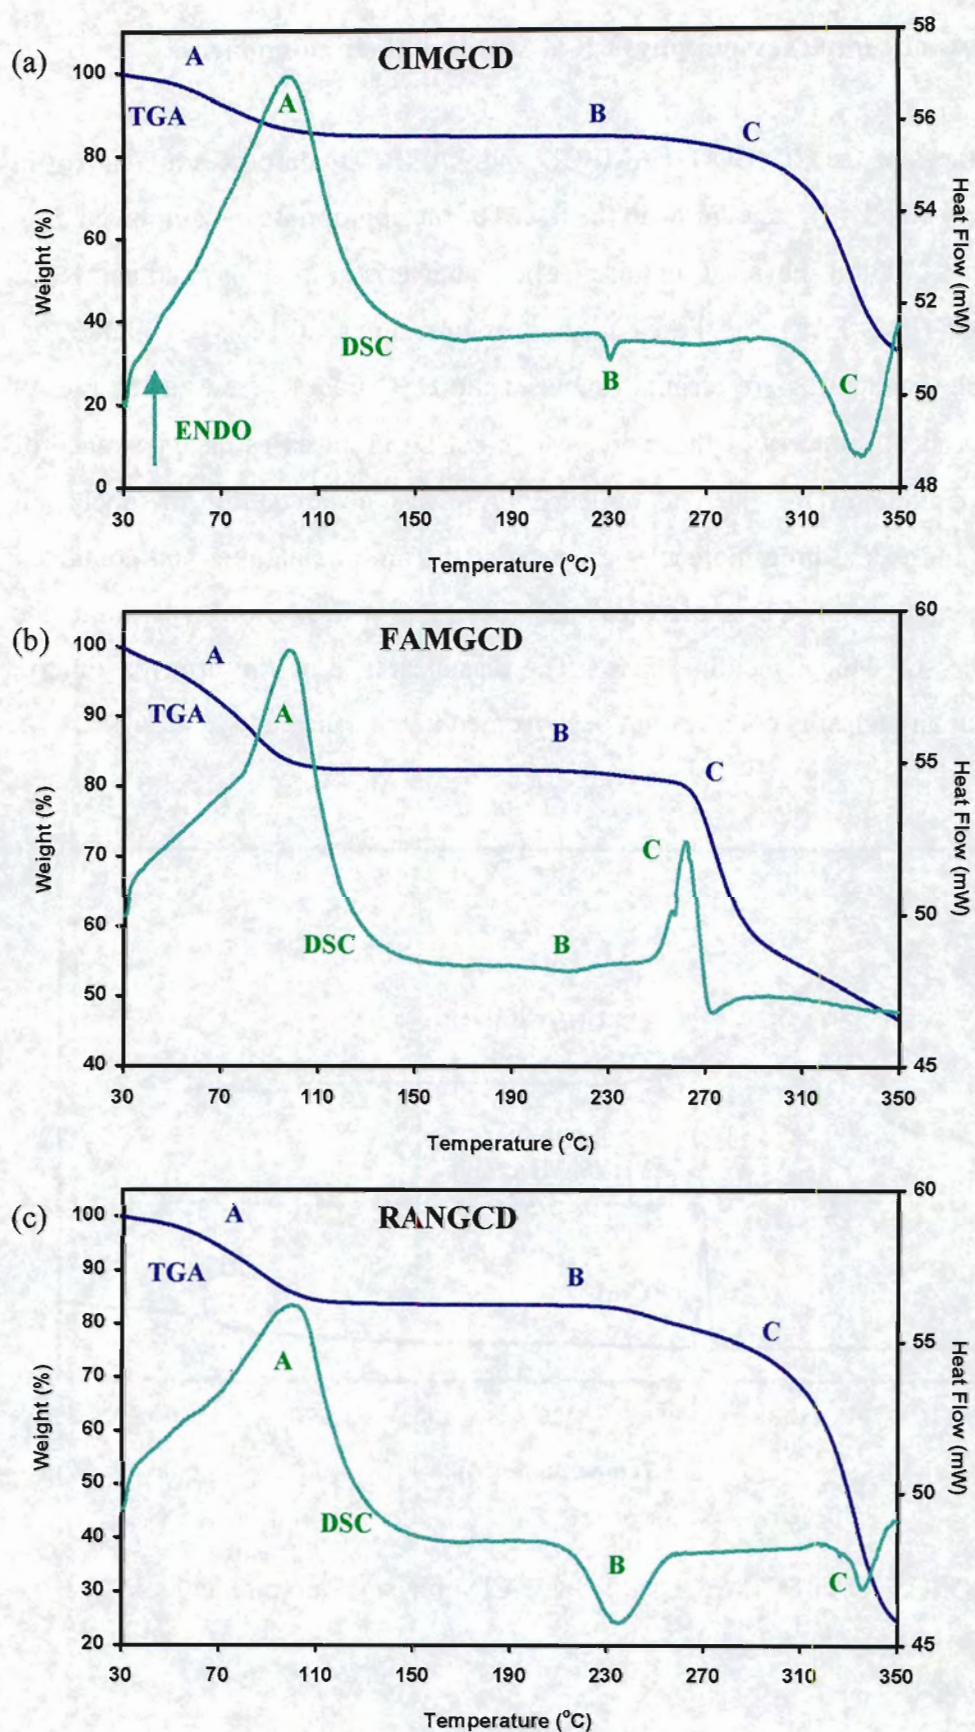 (a)
CIMGCD
58
56
54
52
50
48
100
80
60
40
20
0
A
TGA
A
B
C
DSC
B
C
ENDO
Weight (%)
Heat Flow (mW)
30 70 110 150 190 230 270 310 350
Temperature (°C)
(b)
FAMGCD
60
55
50
45
100
90
80
70
60
50
40
A
TGA
A
B
C
C
DSC
B
Weight (%)
Heat Flow (mW)
30 70 110 150 190 230 270 310 350
Temperature (°C)
(c)
RANGCD
60
55
50
45
100
90
80
70
60
50
40
30
20
A
TGA
B
C
A
DSC
B
C
Weight (%)
Heat Flow (mW)
30 70 110 150 190 230 270 310 350
Temperature (°C)